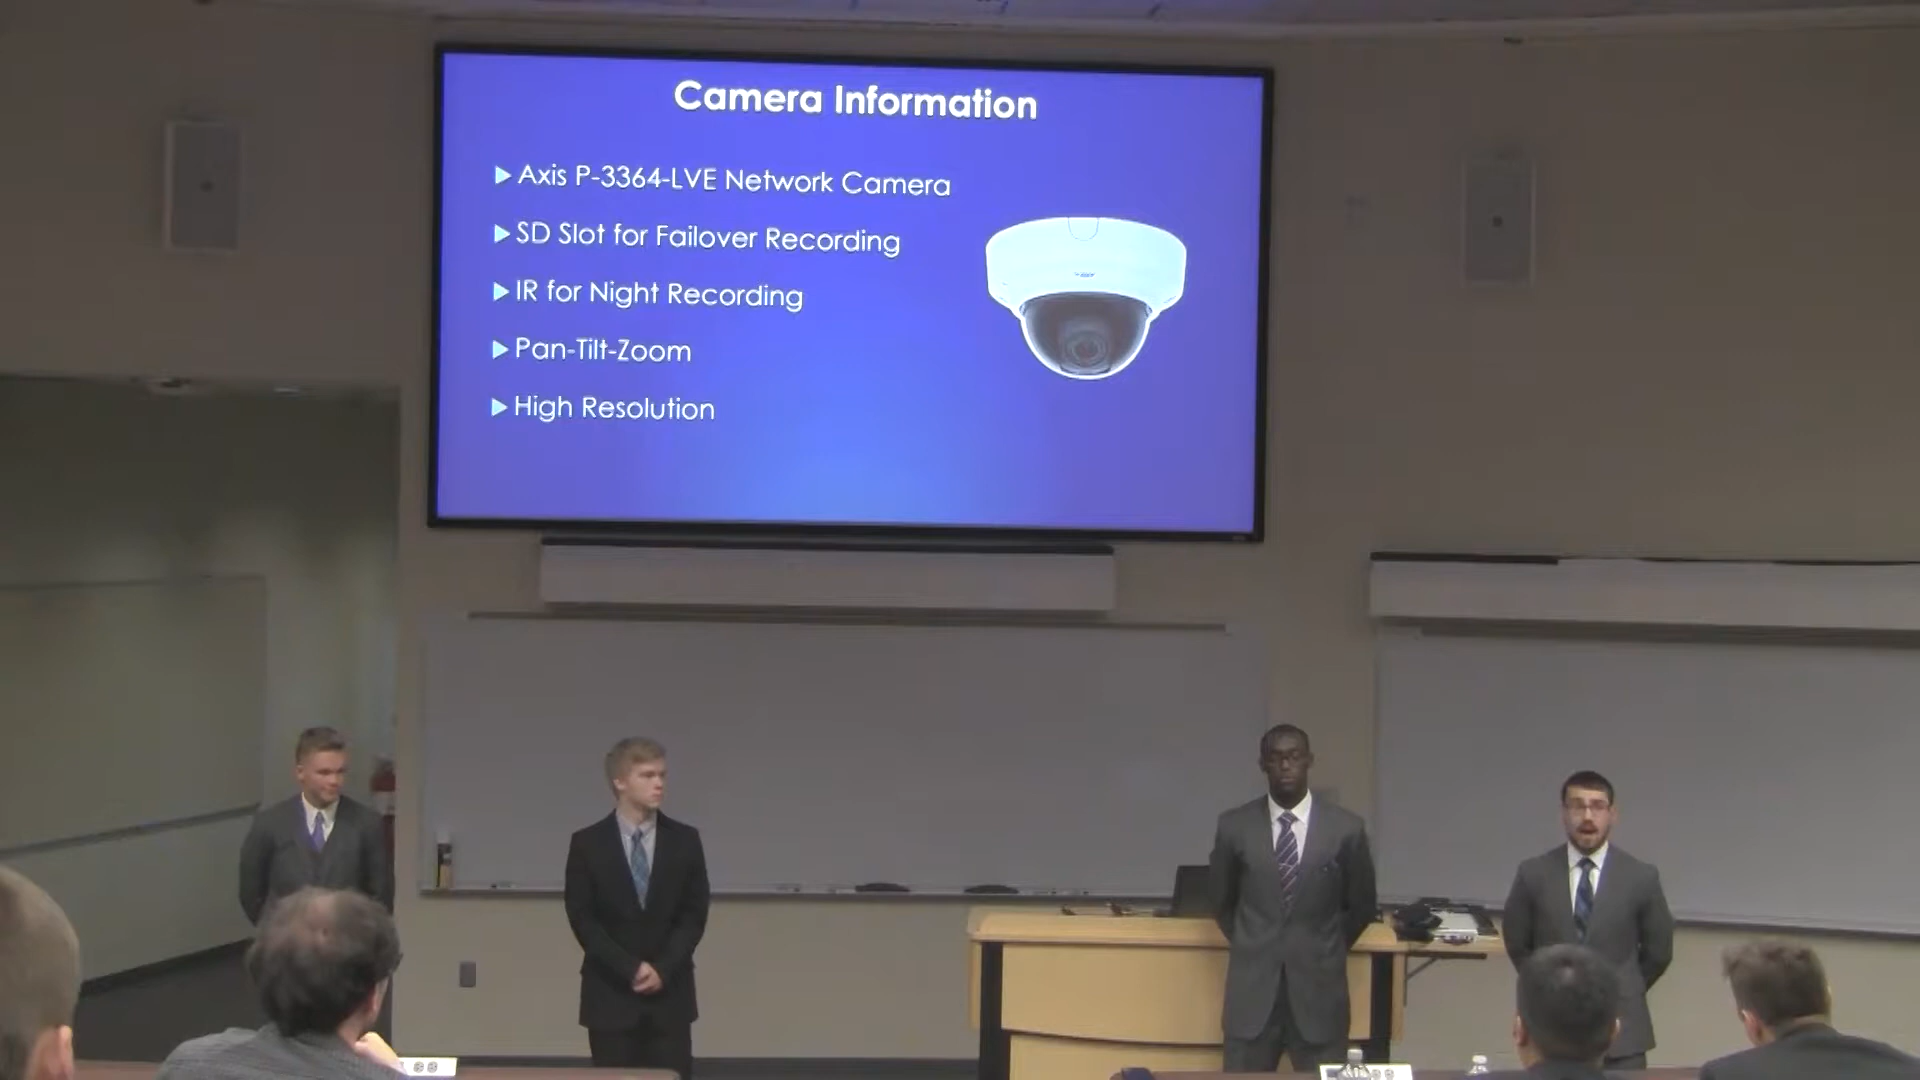 Camera Information
Axis P-3364-LVE Network Camera
SD Slot for Failover Recording
IR for Night Recording
Pan-Tilt-Zoom
High Resolution